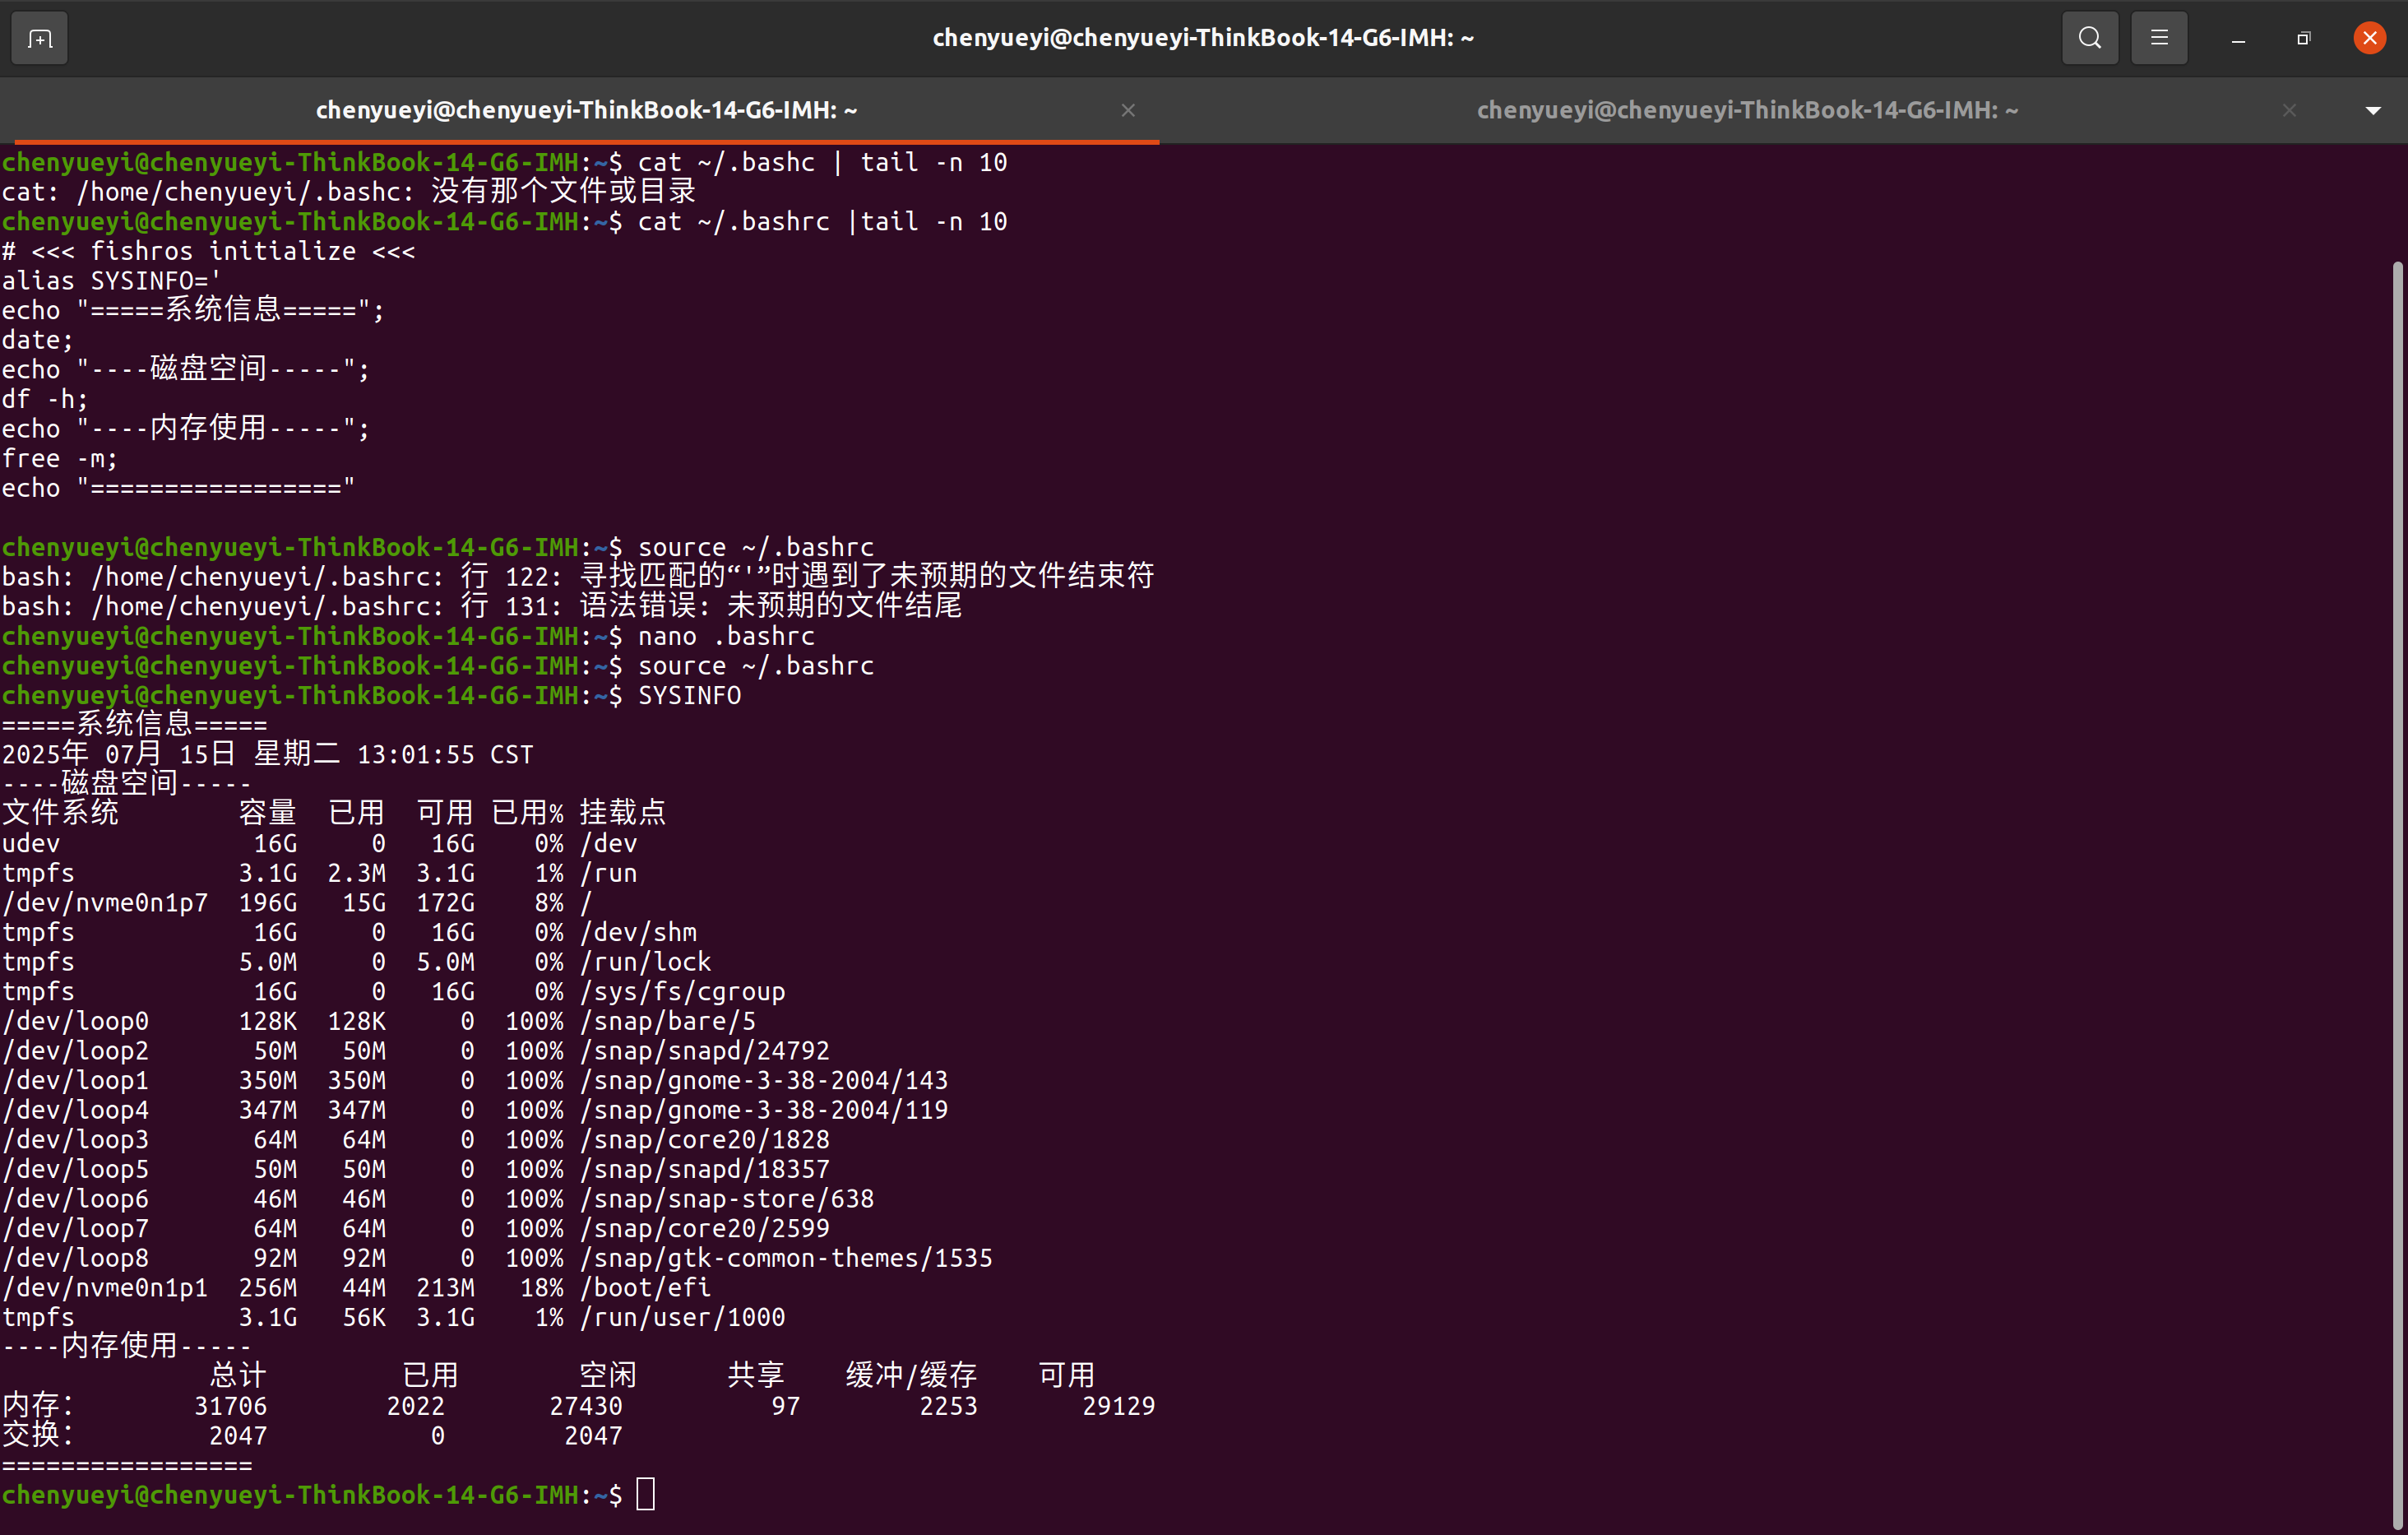 chenyueyi@chenyueyi-ThinkBook-14-G6-IMH: ~
chenyueyi@chenyueyi-ThinkBook-14-G6-IMH: ~
chenyueyi@chenyueyi-ThinkBook-14-G6-IMH: ~
chenyueyi@chenyueyi-ThinkBook-14-G6-IMH:~$ cat ~/.bashc | tail -n 10
cat: /home/chenyueyi/.bashc: 没有那个文件或目录
chenyueyi@chenyueyi-ThinkBook-14-G6-IMH:~$ cat ~/.bashrc |tail -n 10
# <<< fishros initialize <<<
alias SYSINFO='
echo "=====系统信息=====";
date;
echo "----磁盘空间-----";
df -h;
echo "----内存使用-----";
free -m;
echo "================="
chenyueyi@chenyueyi-ThinkBook-14-G6-IMH:~$ source ~/.bashrc
bash: /home/chenyueyi/.bashrc: 行 122: 寻找匹配的“'”时遇到了未预期的文件结束符
bash: /home/chenyueyi/.bashrc: 行 131: 语法错误: 未预期的文件结尾
chenyueyi@chenyueyi-ThinkBook-14-G6-IMH:~$ nano .bashrc
chenyueyi@chenyueyi-ThinkBook-14-G6-IMH:~$ source ~/.bashrc
chenyueyi@chenyueyi-ThinkBook-14-G6-IMH:~$ SYSINFO
=====系统信息=====
2025年 07月 15日 星期二 13:01:55 CST
----磁盘空间-----
文件系统        容量  已用  可用 已用% 挂载点
udev             16G     0   16G    0% /dev
tmpfs           3.1G  2.3M  3.1G    1% /run
/dev/nvme0n1p7  196G   15G  172G    8% /
tmpfs            16G     0   16G    0% /dev/shm
tmpfs           5.0M     0  5.0M    0% /run/lock
tmpfs            16G     0   16G    0% /sys/fs/cgroup
/dev/loop0      128K  128K     0  100% /snap/bare/5
/dev/loop2       50M   50M     0  100% /snap/snapd/24792
/dev/loop1      350M  350M     0  100% /snap/gnome-3-38-2004/143
/dev/loop4      347M  347M     0  100% /snap/gnome-3-38-2004/119
/dev/loop3       64M   64M     0  100% /snap/core20/1828
/dev/loop5       50M   50M     0  100% /snap/snapd/18357
/dev/loop6       46M   46M     0  100% /snap/snap-store/638
/dev/loop7       64M   64M     0  100% /snap/core20/2599
/dev/loop8       92M   92M     0  100% /snap/gtk-common-themes/1535
/dev/nvme0n1p1  256M   44M  213M   18% /boot/efi
tmpfs           3.1G   56K  3.1G    1% /run/user/1000
----内存使用-----
总计         已用        空闲      共享    缓冲/缓存    可用
内存:        31706        2022       27430          97        2253       29129
交换:         2047           0        2047
=================
chenyueyi@chenyueyi-ThinkBook-14-G6-IMH:~$